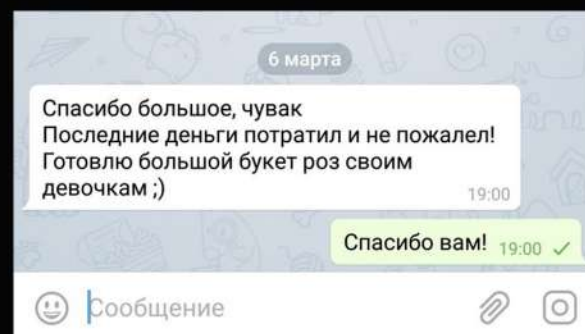 6 марта
Спасибо большое, чувак
Последние деньги потратил и не пожалел!
Готовлю большой букет роз своим
девочкам ;)
19:00
Спасибо вам! 19:00
Сообщение